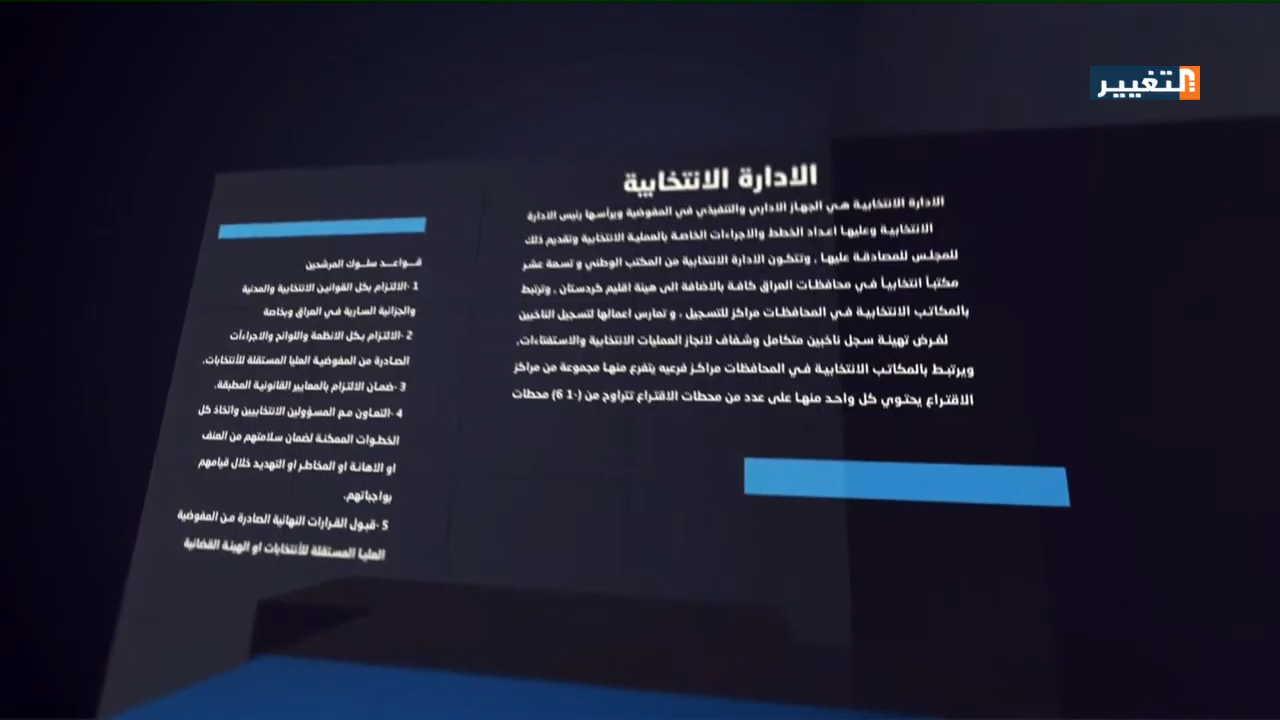 التغيير
الادارة الانتخابية
الادارة الانتخابية هي الجهاز الاداري والتنفيذي في المفوضية ويرأسها رئيس الادارة
الانتخابية وعليها اعداد الخطط والاجراءات الخاصة بالعملية الانتخابية وتقديم ذلك
للمجلس للمصادقة عليها , وتتكون الادارة الانتخابية من المكتب الوطني و تسعة عشر
مكتباً انتخابياً في محافظات العراق كافة بالاضافة الى هيئة اقليم كردستان , وترتبط
بالمكاتب الانتخابية في المحافظات مراكز للتسجيل , و تمارس اعمالها لتسجيل الناخبين
لغرض تهيئة سجل ناخبين متكامل وشفاف لانجاز العمليات الانتخابية والاستفتاءات,
ويرتبط بالمكاتب الانتخابية في المحافظات مراكز فرعيه يتفرع منها مجموعة من مراكز
الاقتراع يحتوي كل واحد منها على عدد من محطات الاقتراع تتراوح من (1- 6) محطات
قواعد سلوك المرشحين
1 -الالتزام بكل القوانين الانتخابية والمدنية
والجزائية السارية في العراق وبخاصة
2 -الالتزام بكل الانظمة واللوائح والاجراءات
الصادرة من المفوضية العليا المستقلة للأنتخابات.
3 -ضمان الالتزام بالمعايير القانونية المطبقة.
4 -التعاون مع المسؤولين الانتخابيين واتخاذ كل
الخطوات الممكنة لضمان سلامتهم من العنف
او الاهانة او المخاطر او التهديد خلال قيامهم
بواجباتهم.
5 -قبول القرارات النهائية الصادرة من المفوضية
العليا المستقلة للأنتخابات او الهيئة القضائية